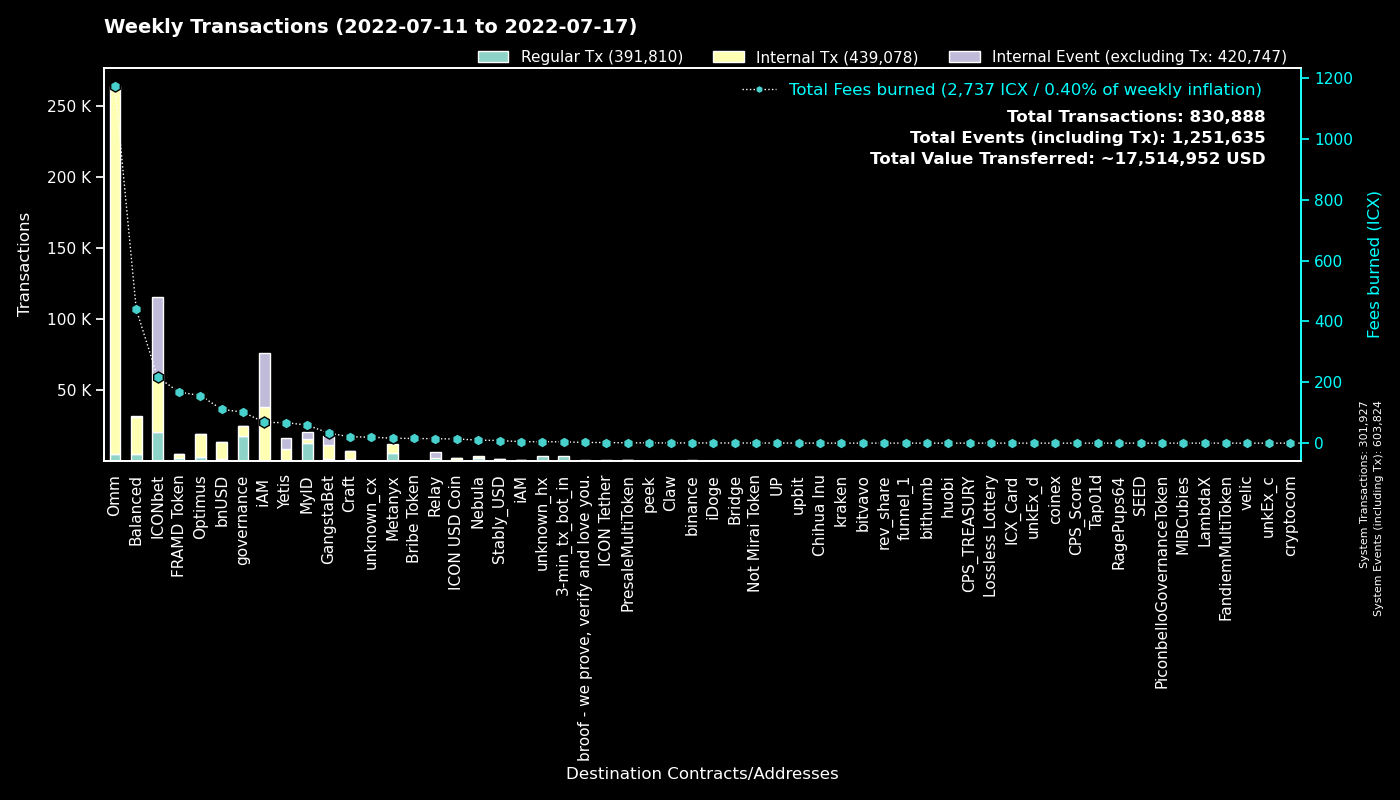 Weekly Transactions (2022-07-11 to 2022-07-17)
Regular Tx (391,810)
Internal Tx (439,078)
Internal Event (excluding Tx: 420,747)
Total Fees burned (2,737 ICX / 0.40% of weekly inflation)
Total Transactions: 830,888
Total Events (including Tx): 1,251,635
Total Value Transferred: ~17,514,952 USD
Transactions
250 K
200 K
150 K
100 K
50 K
1200
1000
800
600
400
200
0
Fees burned (ICX)
System Transactions: 301,927
System Events (including Tx): 603,824
Omm
Balanced
ICONbet
FRAMD Token
Optimus
bnUSD
governance
iAM
Yetis
MyID
GangstaBet
Craft
unknown_cx
Metanyx
Bribe Token
Relay
ICON USD Coin
Nebula
Stably_USD
iAM
unknown_hx
3-min_tx_bot_in
broof - we prove, verify and love you.
ICON Tether
PresaleMultiToken
peek
Claw
binance
iDoge
Bridge
Not Mirai Token
UP
upbit
Chihua Inu
kraken
bitvavo
rev_share
funnel_1
bithumb
huobi
CPS_TREASURY
Lossless Lottery
ICX_Card
unkEx_d
coinex
CPS_Score
Tap01d
RagePups64
SEED
PiconbelloGovernanceToken
MIBCubies
LambdaX
FandiemMultiToken
velic
unkEx_c
cryptocom
Destination Contracts/Addresses